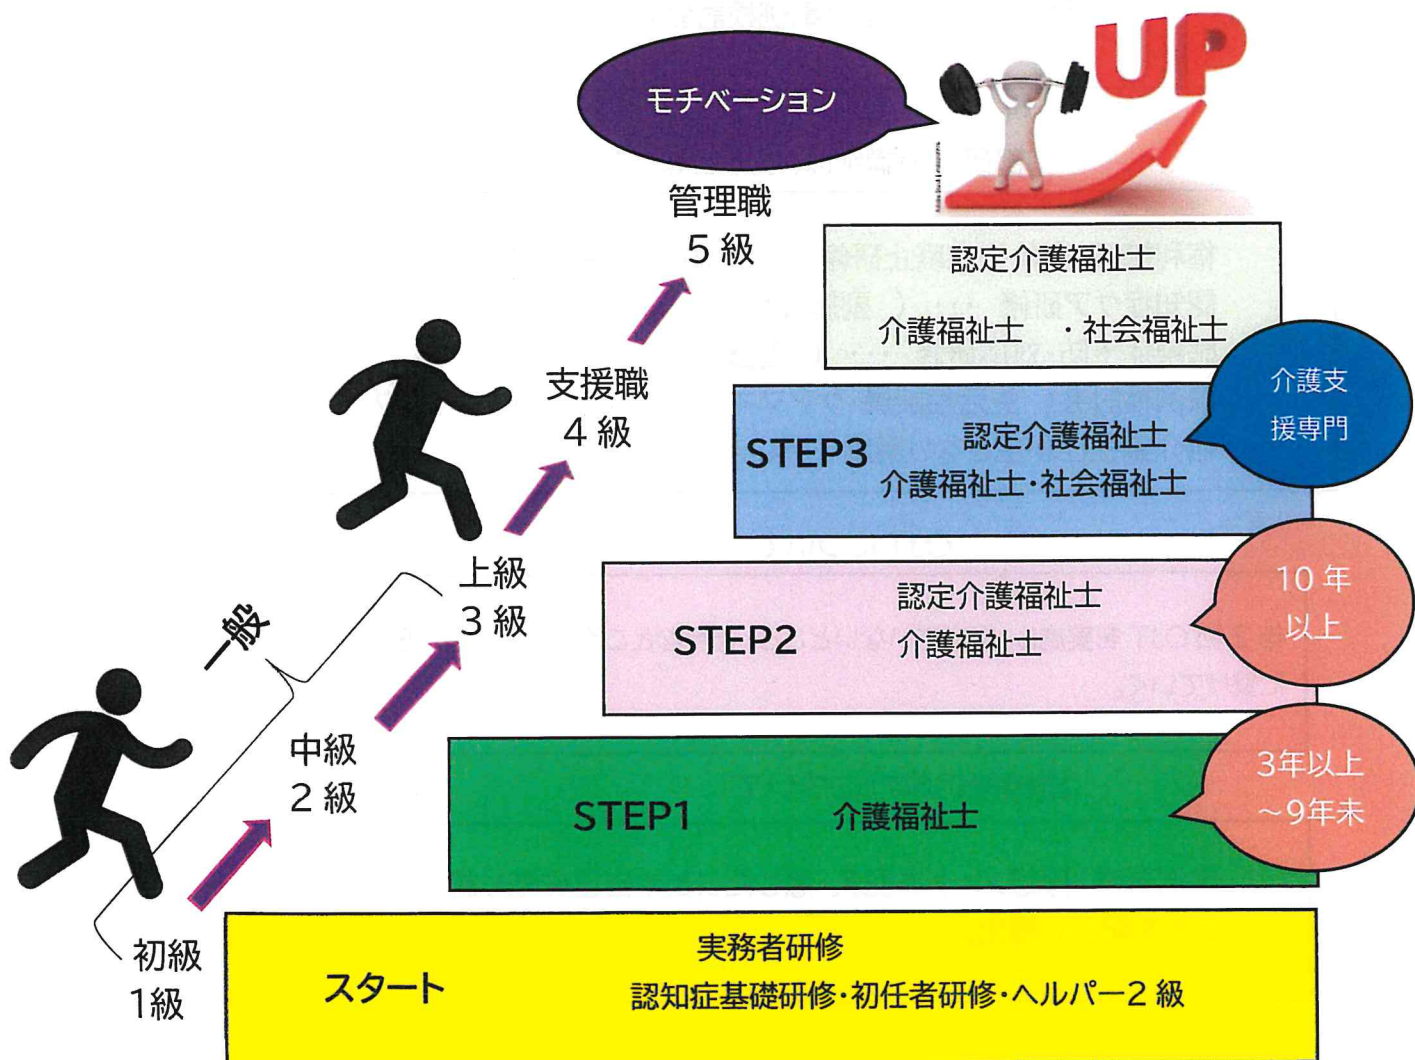 モチベーション
UP
管理職
5級
認定介護福祉士
介護福祉士 ・社会福祉士
支援職
4級
STEP3
認定介護福祉士
介護福祉士・社会福祉士
介護支
援専門
上級
3級
一般
STEP2
認定介護福祉士
介護福祉士
10年
以上
中級
2級
STEP1
介護福祉士
3年以上
～9年未
初級
1級
スタート
実務者研修
認知症基礎研修・初任者研修・ヘルパー2級